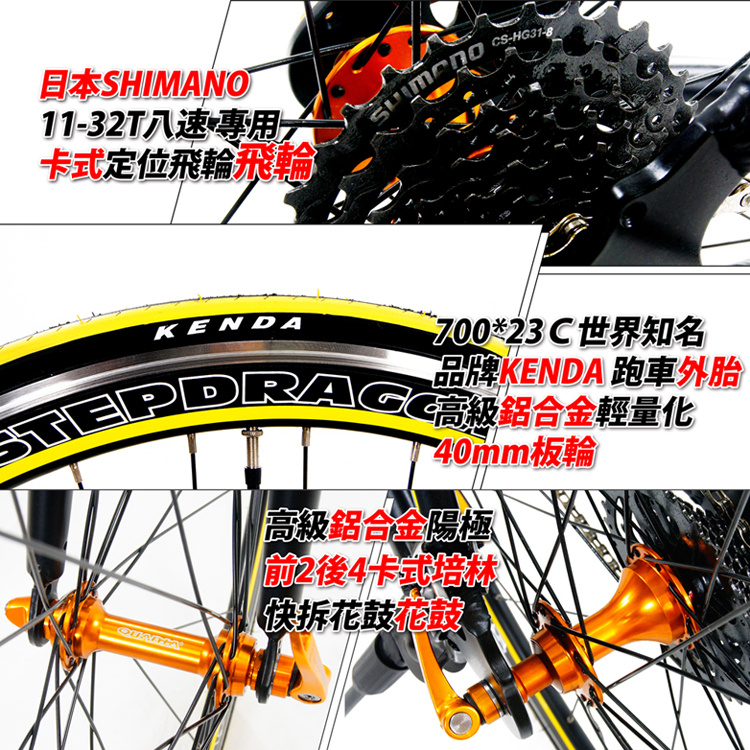 日本SHIMANO
11-32T八速 專用
卡式定位飛輪飛輪
SHIMANO CS-HG31-8
KENDA
STEPDRAGO
700*23C世界知名
品牌KENDA 跑車外胎
高級鋁合金輕量化
40mm板輪
高級鋁合金陽極
前2後4卡式培林
快拆花鼓花鼓